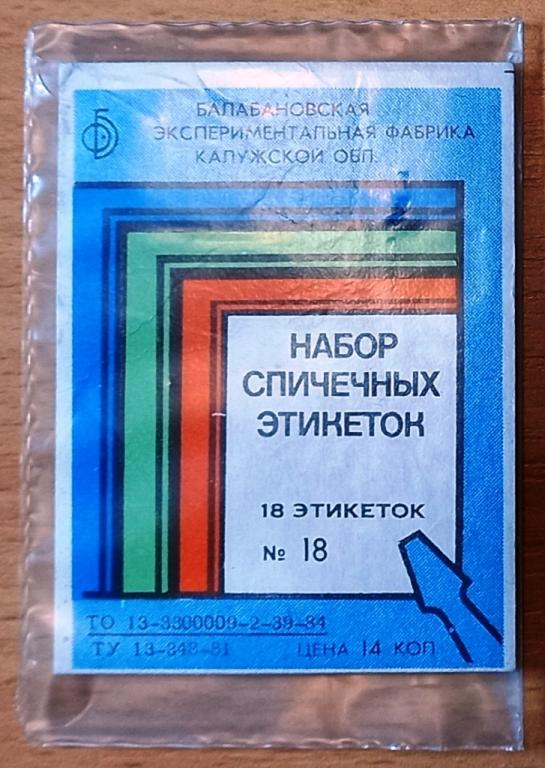 БАЛАБАНОВСКАЯ
ЭКСПЕРИМЕНТАЛЬНАЯ ФАБРИКА
КАЛУЖСКОЙ ОБЛ.
НАБОР
СПИЧЕЧНЫХ
ЭТИКЕТОК
18 ЭТИКЕТОК
№ 18
ТО 13-3300009-2-39-84
ТУ 13-348-81 ЦЕНА 14 КОП